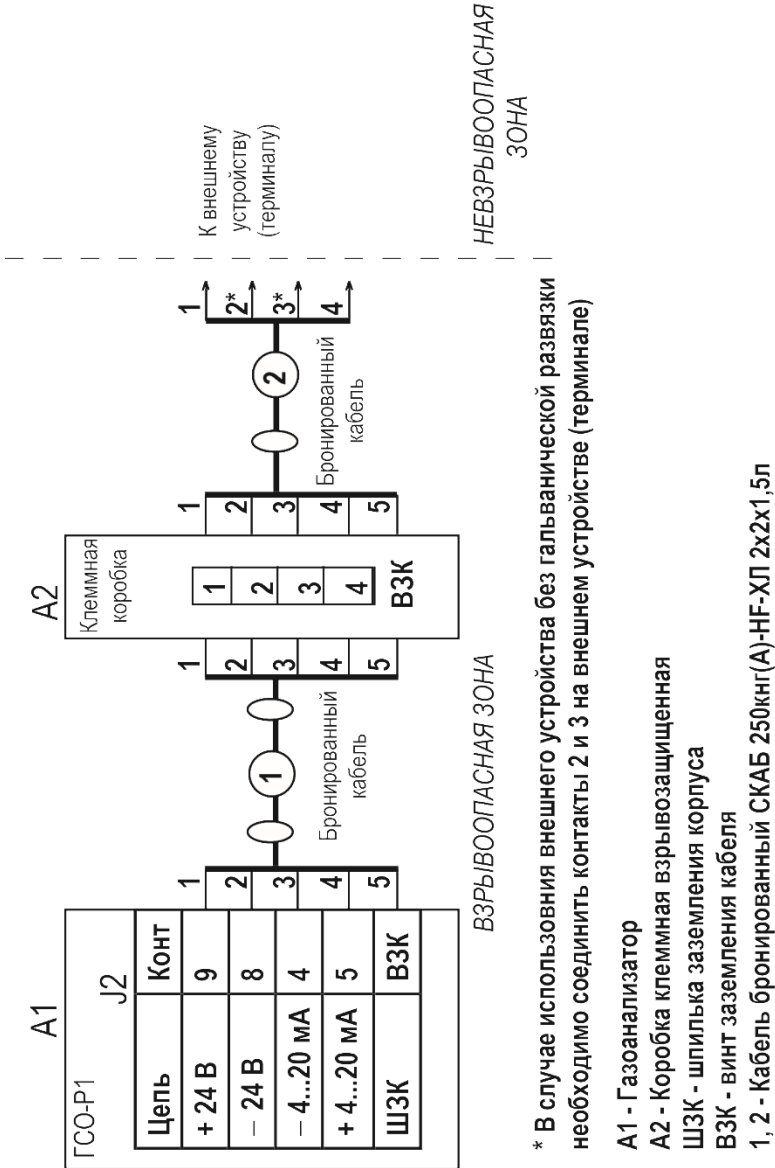 А1
ГСО-Р1
J2
Цепь Конт
+ 24 В 9
– 24 В 8
– 4...20 мА 4
+ 4...20 мА 5
ШЗК ВЗК
1
2
3
4
5
1
Бронированный
кабель
1
2
3
4
5
А2
Клеммная
коробка
1
2
3
4
ВЗК
1
2
3
4
5
2
Бронированный
кабель
1
2*
3*
4
К внешнему
устройству
(терминалу)
ВЗРЫВООПАСНАЯ ЗОНА
НЕВЗРЫВООПАСНАЯ
ЗОНА
* В случае использовния внешнего устройства без гальванической развязки
необходимо соединить контакты 2 и 3 на внешнем устройстве (терминале)
А1 - Газоанализатор
А2 - Коробка клеммная взрывозащищенная
ШЗК - шпилька заземления корпуса
ВЗК - винт заземления кабеля
1, 2 - Кабель бронированный СКАБ 250кнг(А)-HF-ХЛ 2х2х1,5л